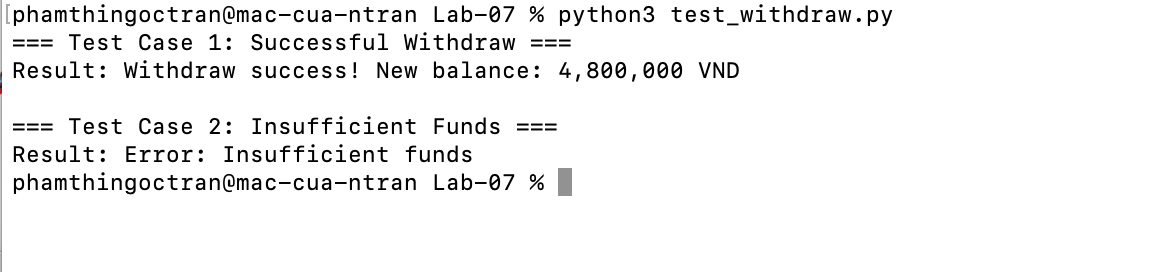 [phamthingoctran@mac-cua-ntran Lab-07 % python3 test_withdraw.py
=== Test Case 1: Successful Withdraw ===
Result: Withdraw success! New balance: 4,800,000 VND
=== Test Case 2: Insufficient Funds ===
Result: Error: Insufficient funds
phamthingoctran@mac-cua-ntran Lab-07 %